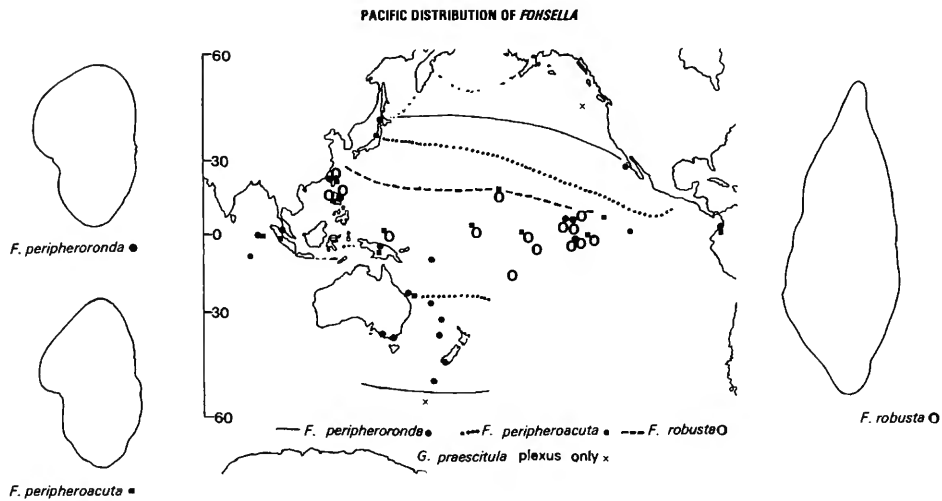 PACIFIC DISTRIBUTION OF FOHSELLA
60
30
0
30
60
F. peripheroronda ●
F. peripheroacuta ■
F. robusta O
— F. peripheroronda ● ···· F. peripheroacuta ■ --- F. robusta O
G. praescitula plexus only x